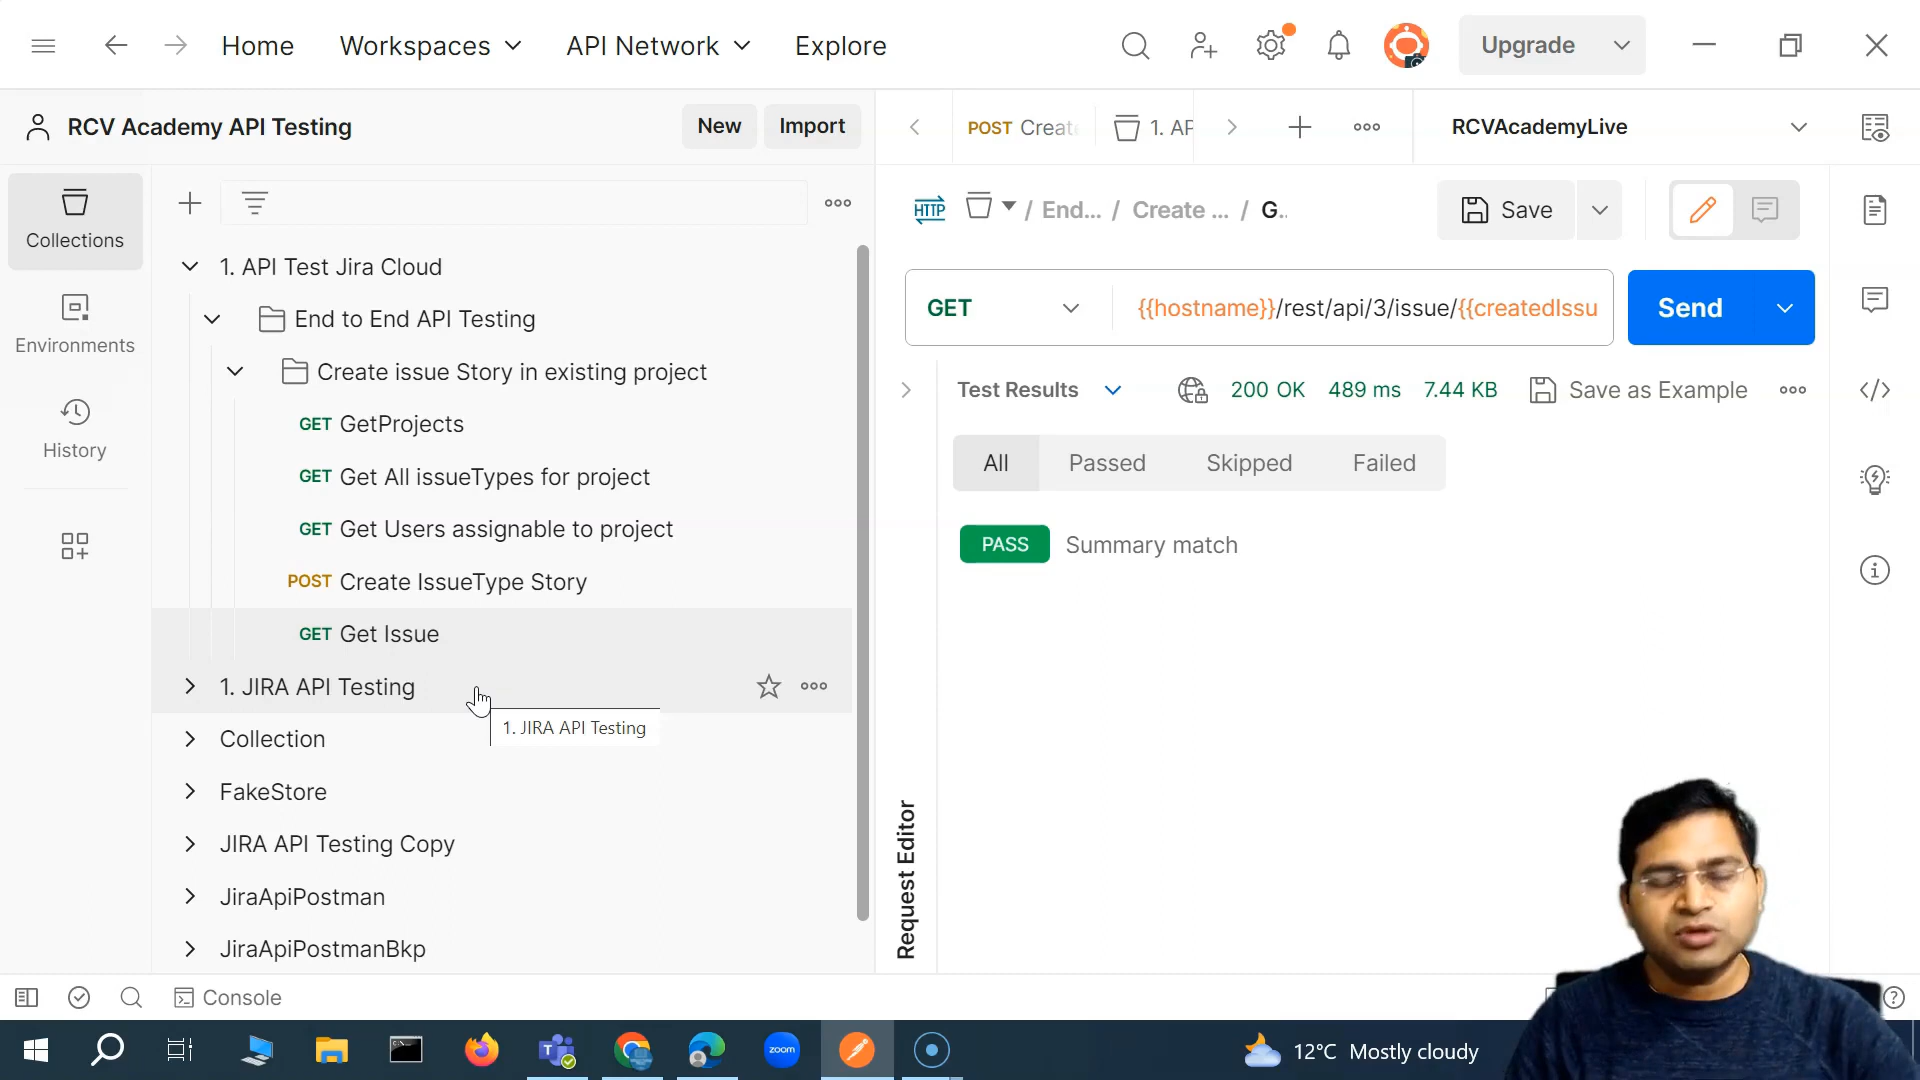 Home Workspaces API Network Explore Upgrade
RCV Academy API Testing New Import POST Creat 1. AP RCVAcademyLive
Collections
Environments
History
1. API Test Jira Cloud
End to End API Testing
Create issue Story in existing project
GET GetProjects
GET Get All issueTypes for project
GET Get Users assignable to project
POST Create IssueType Story
GET Get Issue
1. JIRA API Testing
1. JIRA API Testing
Collection
FakeStore
JIRA API Testing Copy
JiraApiPostman
JiraApiPostmanBkp
HTTP / End... / Create ... / G.. Save
GET {{hostname}}/rest/api/3/issue/{{createdIssu Send
Test Results 200 OK 489 ms 7.44 KB Save as Example
All Passed Skipped Failed
PASS Summary match
Request Editor
Console
zoom 12°C Mostly cloudy